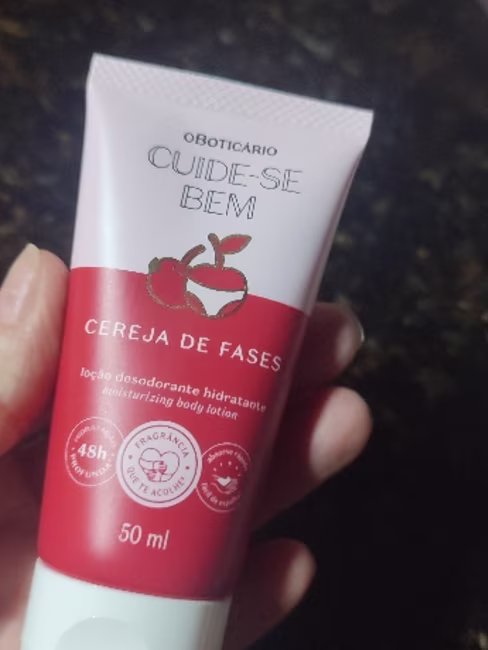 oBoticário
CUIDE-SE
BEM
CEREJA DE FASES
loção desodorante hidratante
moisturizing body lotion
48h
PROFUNDA
FRAGRÂNCIA
QUE TE ACOLHE
50 ml